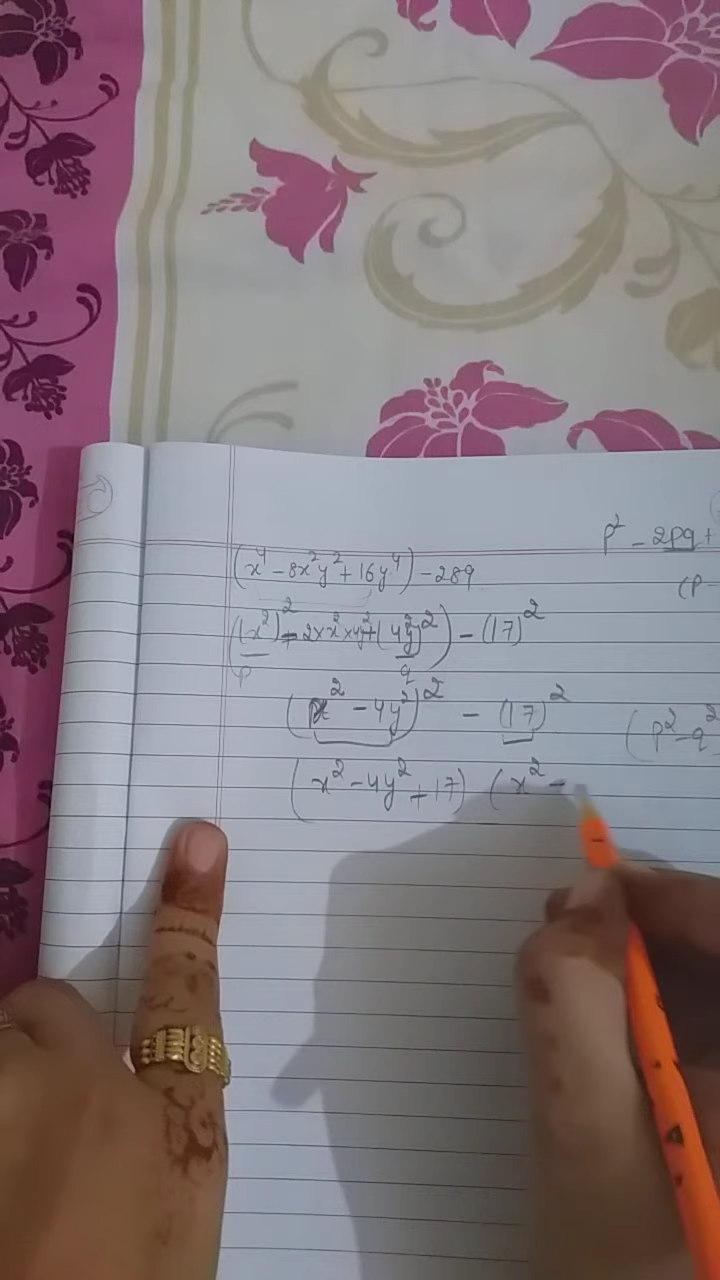 p² - 2pq +
(x⁴ - 8x²y² + 16y⁴) - 289
(p -
((x²)² - 2×x²×4y² + (4y²)²) - (17)²
p q
(x² - 4y²)² - (17)²
(p² - q²
(x² - 4y² + 17) (x² -